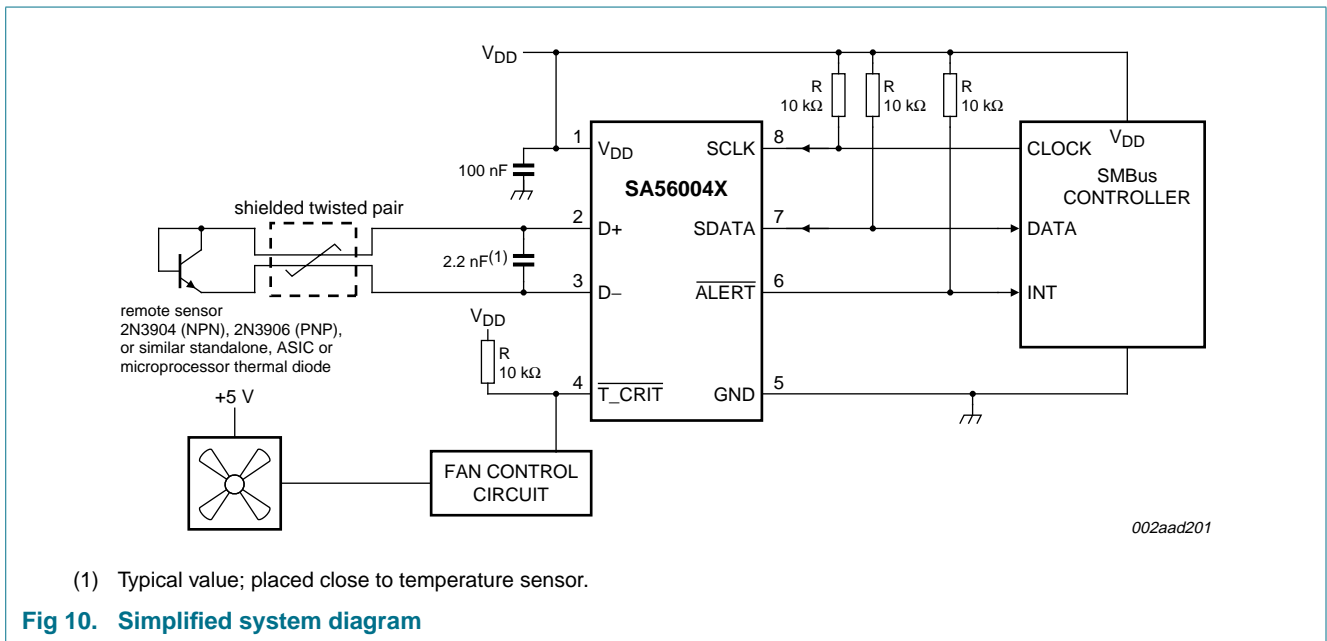 VDD
R
10 kΩ
R
10 kΩ
R
10 kΩ
1
VDD
SCLK
8
CLOCK
VDD
100 nF
SA56004X
SMBus
CONTROLLER
shielded twisted pair
2
D+
SDATA
7
DATA
2.2 nF(1)
3
D−
ALERT
6
INT
remote sensor
2N3904 (NPN), 2N3906 (PNP),
or similar standalone, ASIC or
microprocessor thermal diode
VDD
R
10 kΩ
4
T_CRIT
GND
5
+5 V
FAN CONTROL
CIRCUIT
002aad201
(1) Typical value; placed close to temperature sensor.
Fig 10. Simplified system diagram